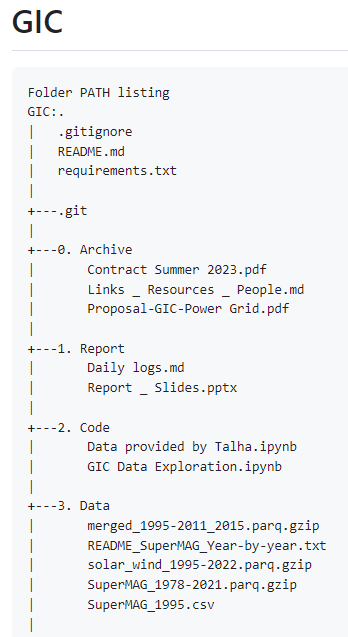 GIC
Folder PATH listing
GIC:.
|   .gitignore
|   README.md
|   requirements.txt
|
+---.git
|
+---0. Archive
|       Contract Summer 2023.pdf
|       Links _ Resources _ People.md
|       Proposal-GIC-Power Grid.pdf
|
+---1. Report
|       Daily logs.md
|       Report _ Slides.pptx
|
+---2. Code
|       Data provided by Talha.ipynb
|       GIC Data Exploration.ipynb
|
+---3. Data
|       merged_1995-2011_2015.parq.gzip
|       README_SuperMAG_Year-by-year.txt
|       solar_wind_1995-2022.parq.gzip
|       SuperMAG_1978-2021.parq.gzip
|       SuperMAG_1995.csv
|